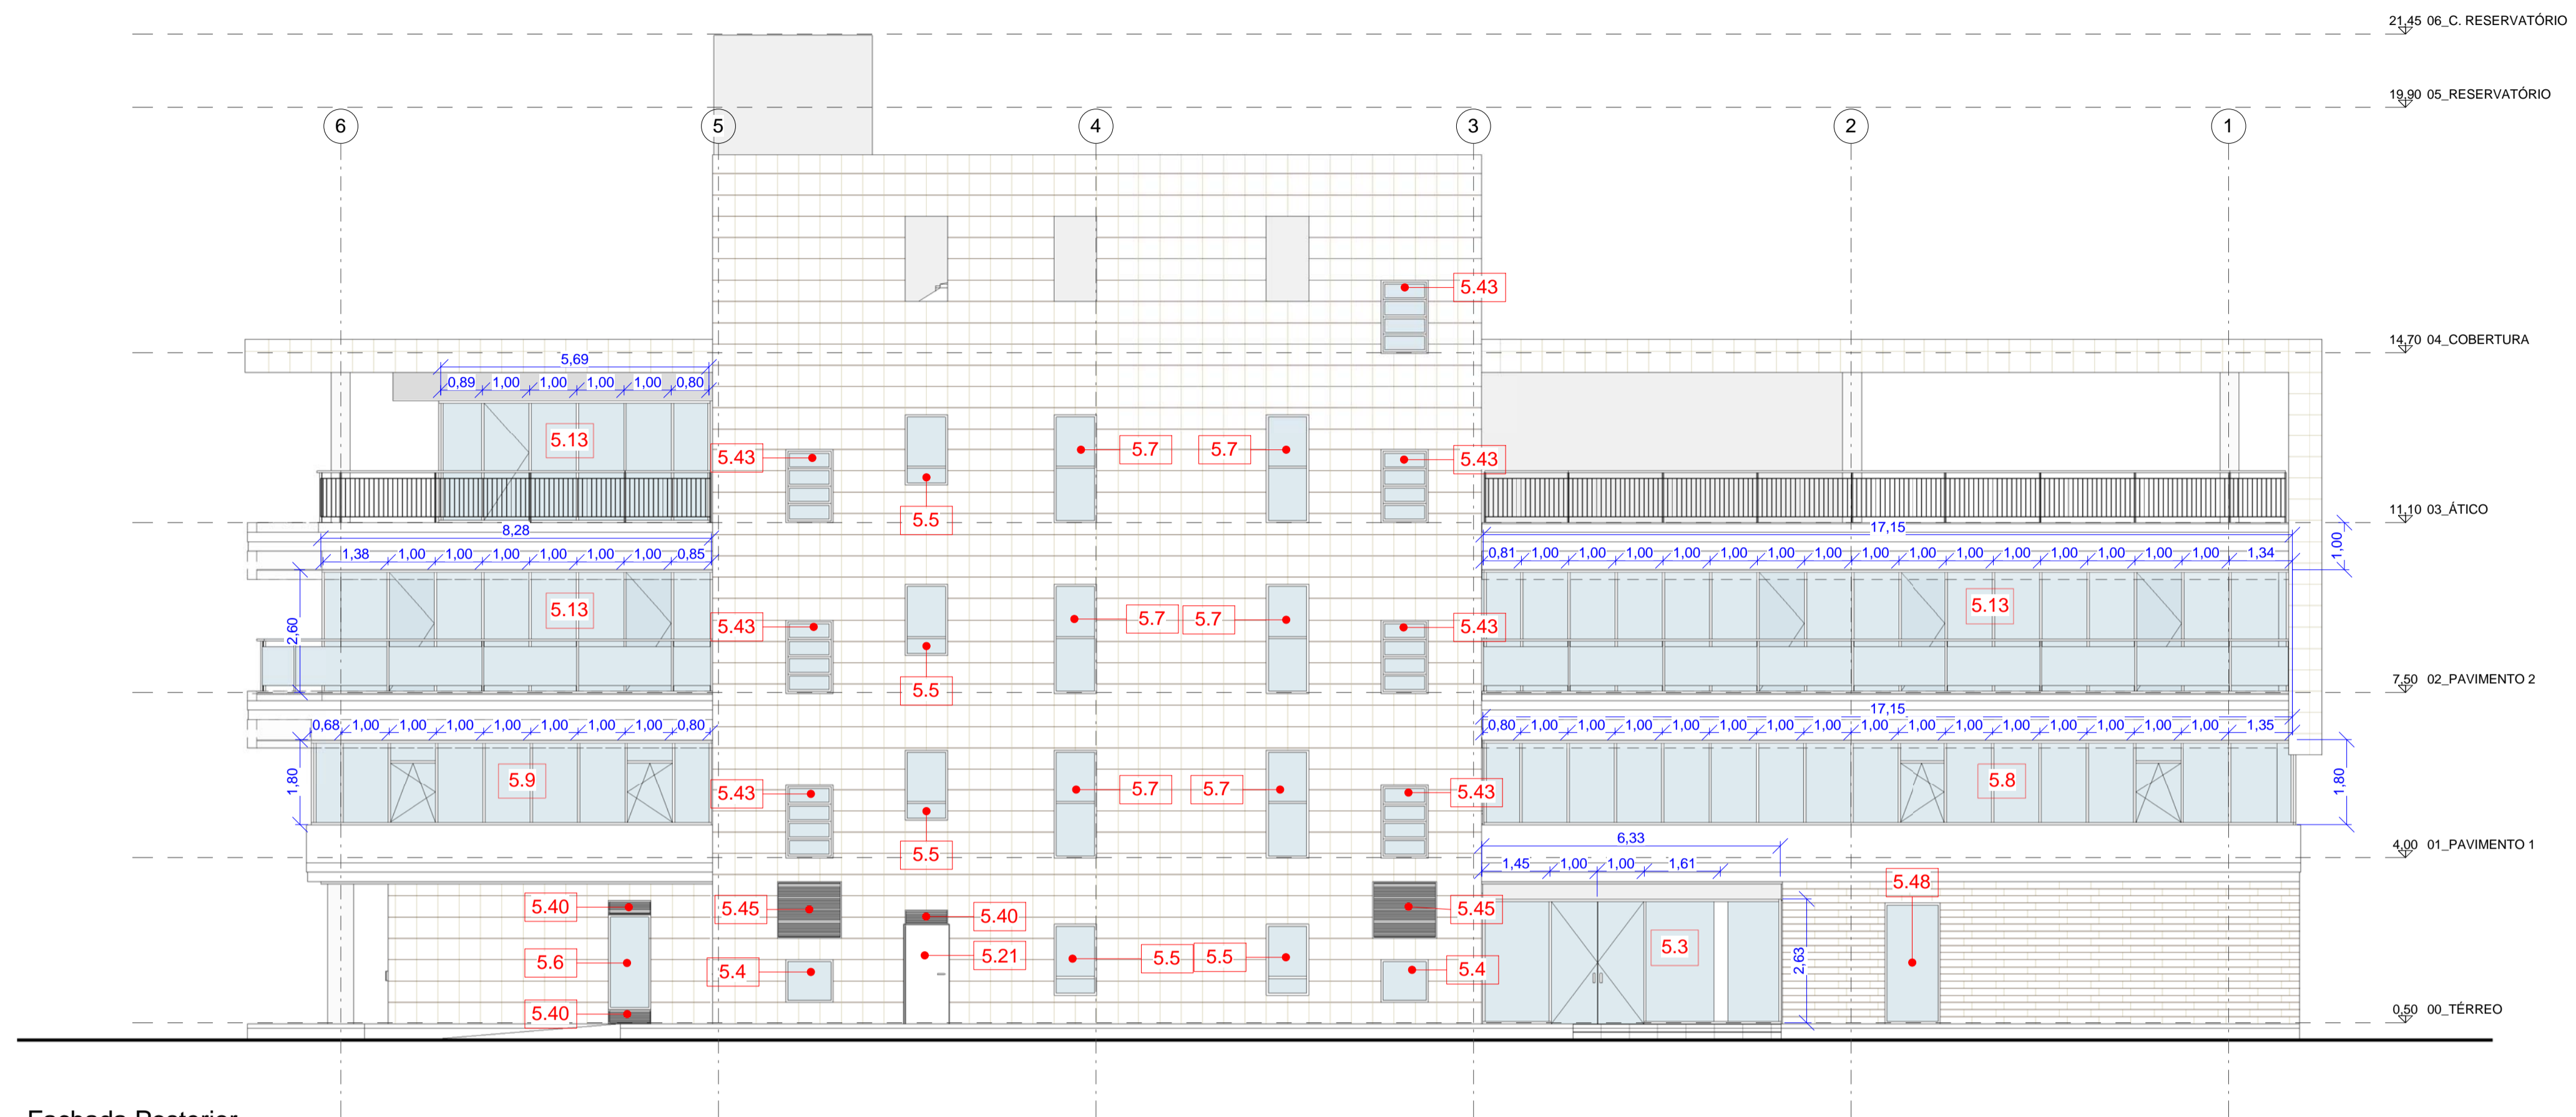 21,45 06_C. RESERVATÓRIO
19,90 05_RESERVATÓRIO
6 5 4 3 2 1
5.43
14,70 04_COBERTURA
5,69
0,89 1,00 1,00 1,00 1,00 0,80
5.13
5.43 5.7 5.7 5.43
5.5
11,10 03_ÁTICO
8,28 17,15
1,38 1,00 1,00 1,00 1,00 1,00 1,00 0,85
0,81 1,00 1,00 1,00 1,00 1,00 1,00 1,00 1,00 1,00 1,00 1,00 1,00 1,00 1,00 1,00 1,34
1,00
5.13 5.13
2,60
5.43 5.7 5.7 5.43
5.5
7,50 02_PAVIMENTO 2
17,15
0,68 1,00 1,00 1,00 1,00 1,00 1,00 1,00 0,80
0,80 1,00 1,00 1,00 1,00 1,00 1,00 1,00 1,00 1,00 1,00 1,00 1,00 1,00 1,00 1,00 1,35
1,80 5.9 5.8 1,80
5.43 5.7 5.7 5.43
5.5
6,33
4,00 01_PAVIMENTO 1
1,45 1,00 1,00 1,61
5.48
5.40 5.45 5.40 5.45
5.3
5.6 5.4 5.21 5.5 5.5 5.4
2,63
5.40
0,50 00_TÉRREO
Fachada Posterior